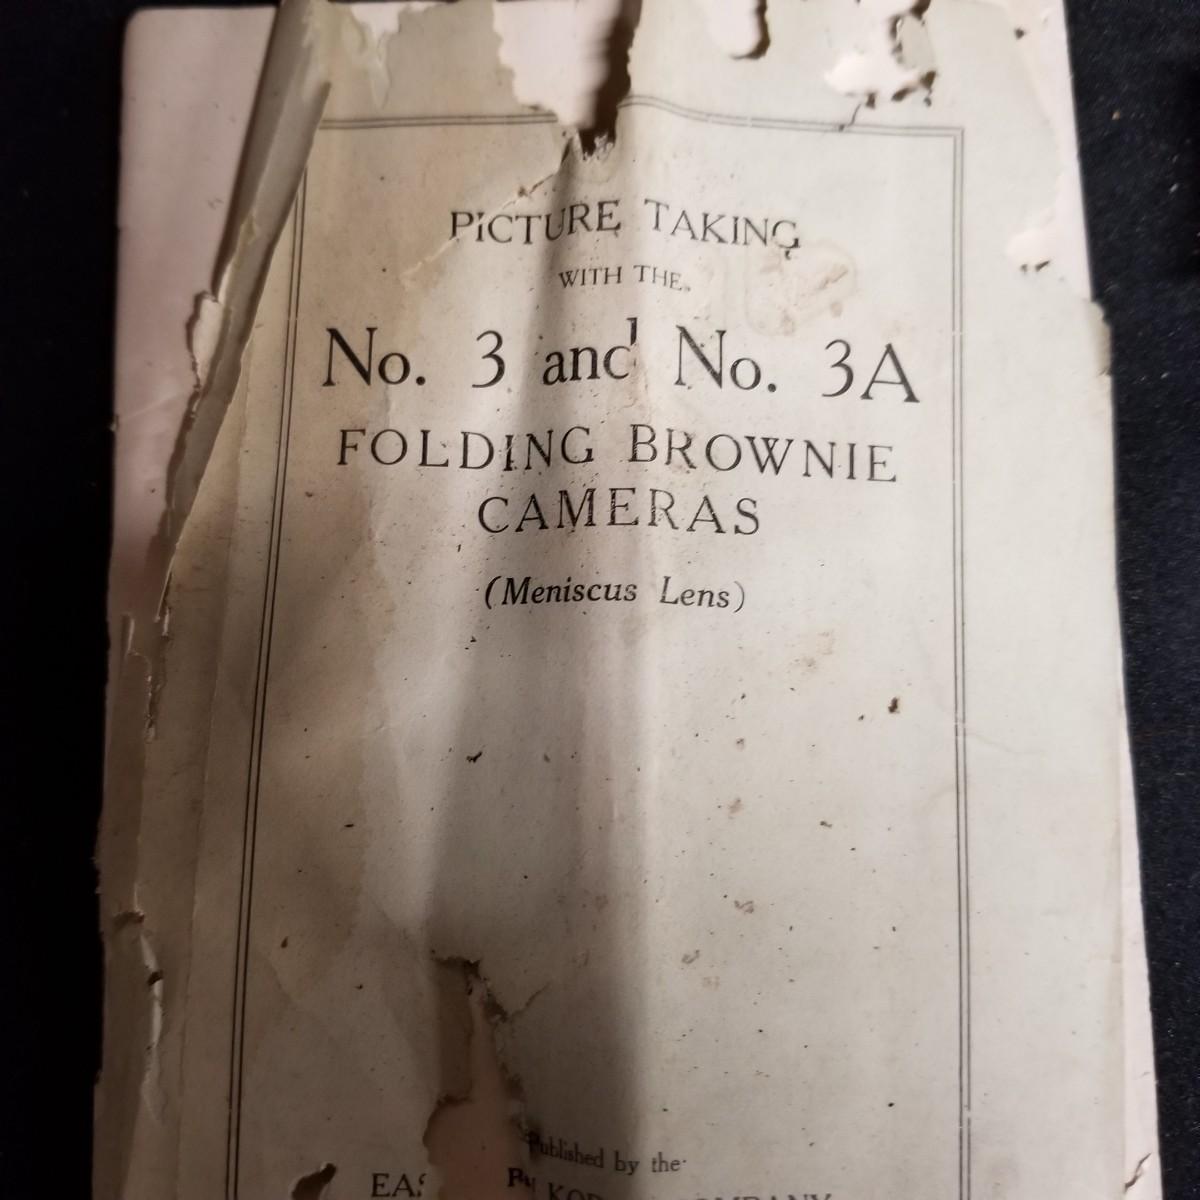 PICTURE TAKING
WITH THE
No. 3 and No. 3A
FOLDING BROWNIE
CAMERAS
(Meniscus Lens)
Published by the